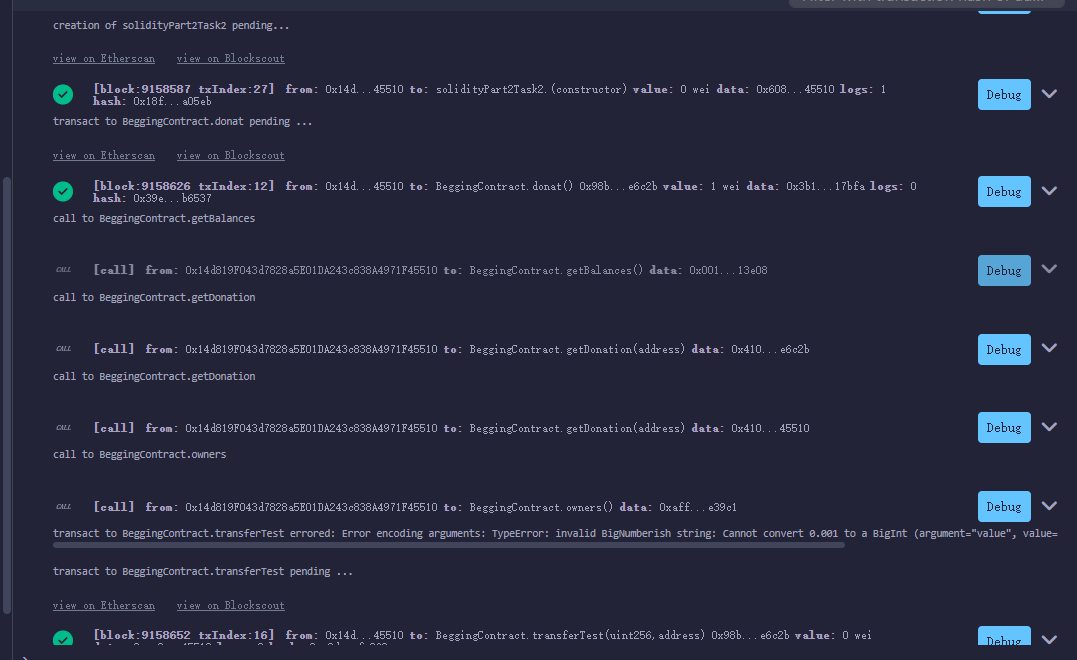 creation of solidityPart2Task2 pending...
view on Etherscan view on Blockscout
[block:9158587 txIndex:27] from: 0x14d...45510 to: solidityPart2Task2.(constructor) value: 0 wei data: 0x608...45510 logs: 1
hash: 0x18f...a05eb
Debug
transact to BeggingContract.donat pending ...
view on Etherscan view on Blockscout
[block:9158626 txIndex:12] from: 0x14d...45510 to: BeggingContract.donat() 0x98b...e6c2b value: 1 wei data: 0x3b1...17bfa logs: 0
hash: 0x39e...b6537
Debug
call to BeggingContract.getBalances
CALL [call] from: 0x14d819F043d7828a5E01DA243c838A4971F45510 to: BeggingContract.getBalances() data: 0x001...13e08
Debug
call to BeggingContract.getDonation
CALL [call] from: 0x14d819F043d7828a5E01DA243c838A4971F45510 to: BeggingContract.getDonation(address) data: 0x410...e6c2b
Debug
call to BeggingContract.getDonation
CALL [call] from: 0x14d819F043d7828a5E01DA243c838A4971F45510 to: BeggingContract.getDonation(address) data: 0x410...45510
Debug
call to BeggingContract.owners
CALL [call] from: 0x14d819F043d7828a5E01DA243c838A4971F45510 to: BeggingContract.owners() data: 0xaff...e39c1
Debug
transact to BeggingContract.transferTest errored: Error encoding arguments: TypeError: invalid BigNumberish string: Cannot convert 0.001 to a BigInt (argument="value", value=
transact to BeggingContract.transferTest pending ...
view on Etherscan view on Blockscout
[block:9158652 txIndex:16] from: 0x14d...45510 to: BeggingContract.transferTest(uint256,address) 0x98b...e6c2b value: 0 wei
Debug